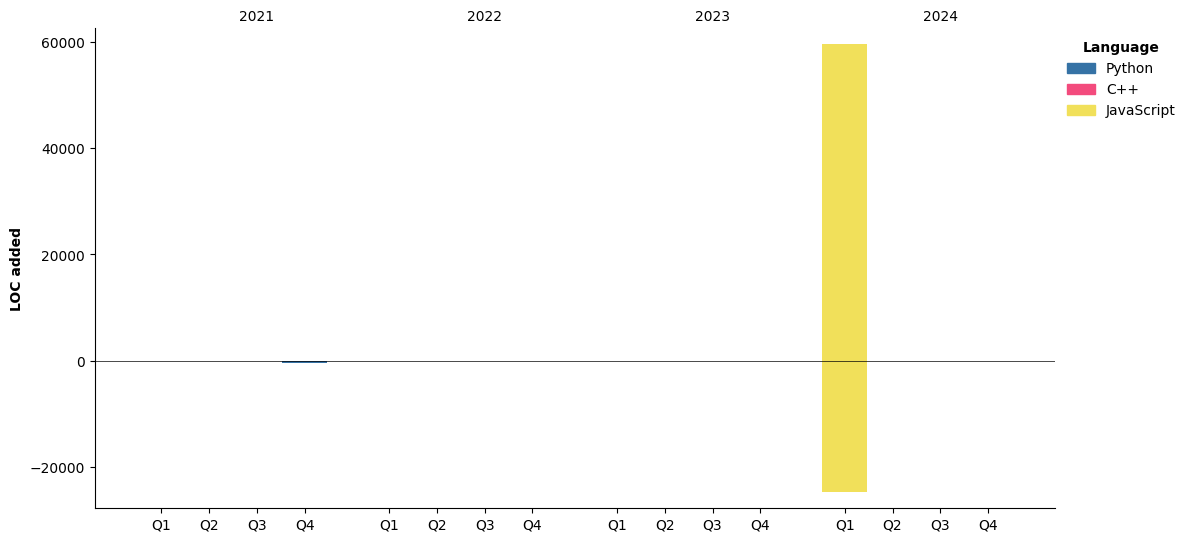 2021 2022 2023 2024
60000
40000
20000
0
−20000
LOC added
Q1 Q2 Q3 Q4 Q1 Q2 Q3 Q4 Q1 Q2 Q3 Q4 Q1 Q2 Q3 Q4
Language
Python
C++
JavaScript